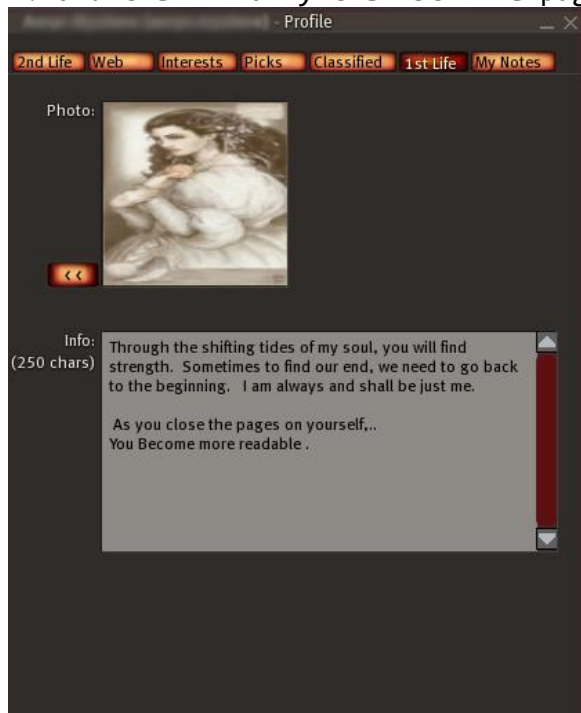 - Profile
2nd Life Web Interests Picks Classified 1st Life My Notes
Photo:
<<
Info:
(250 chars)
Through the shifting tides of my soul, you will find
strength.  Sometimes to find our end, we need to go back
to the beginning.   I am always and shall be just me.
As you close the pages on yourself,..
You Become more readable .